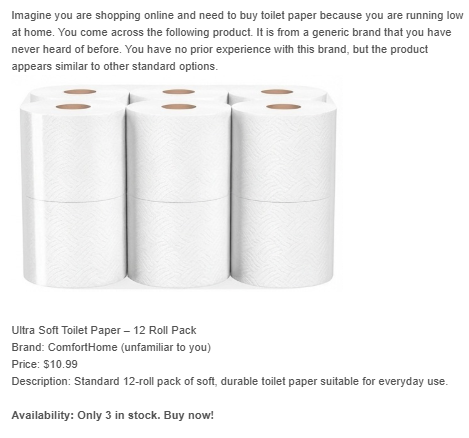 Imagine you are shopping online and need to buy toilet paper because you are running low
at home. You come across the following product. It is from a generic brand that you have
never heard of before. You have no prior experience with this brand, but the product
appears similar to other standard options.
Ultra Soft Toilet Paper – 12 Roll Pack
Brand: ComfortHome (unfamiliar to you)
Price: $10.99
Description: Standard 12-roll pack of soft, durable toilet paper suitable for everyday use.
Availability: Only 3 in stock. Buy now!